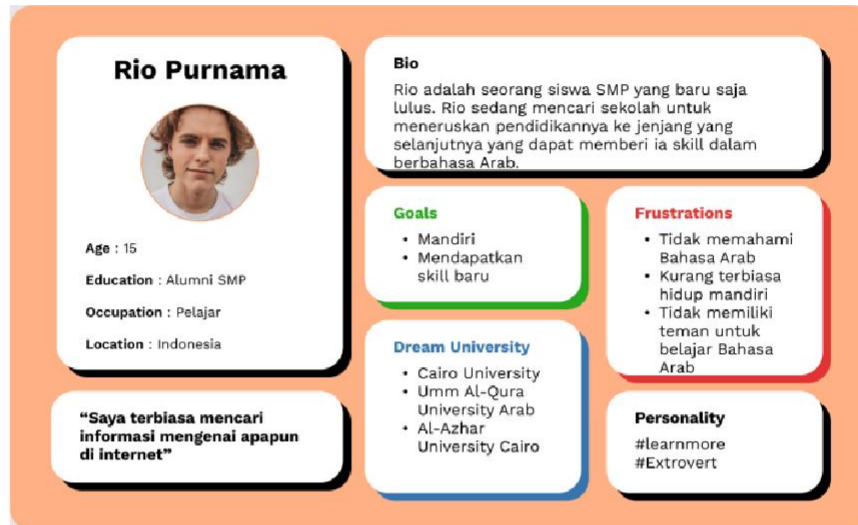 Rio Purnama
Age : 15
Education : Alumni SMP
Occupation : Pelajar
Location : Indonesia
“Saya terbiasa mencari
informasi mengenai apapun
di internet”
Bio
Rio adalah seorang siswa SMP yang baru saja
lulus. Rio sedang mencari sekolah untuk
meneruskan pendidikannya ke jenjang yang
selanjutnya yang dapat memberi ia skill dalam
berbahasa Arab.
Goals
• Mandiri
• Mendapatkan
skill baru
Dream University
• Cairo University
• Umm Al-Qura
University Arab
• Al-Azhar
University Cairo
Frustrations
• Tidak memahami
Bahasa Arab
• Kurang terbiasa
hidup mandiri
• Tidak memiliki
teman untuk
belajar Bahasa
Arab
Personality
#learnmore
#Extrovert